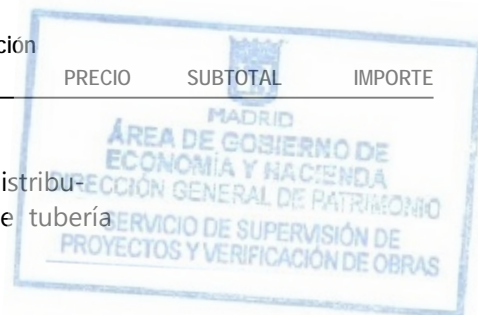 ción
PRECIO SUBTOTAL IMPORTE
MADRID
ÁREA DE GOBIERNO DE
ECONOMÍA Y HACIENDA
DIRECCIÓN GENERAL DE PATRIMONIO
SERVICIO DE SUPERVISIÓN DE
PROYECTOS Y VERIFICACIÓN DE OBRAS
istribu-
e tubería